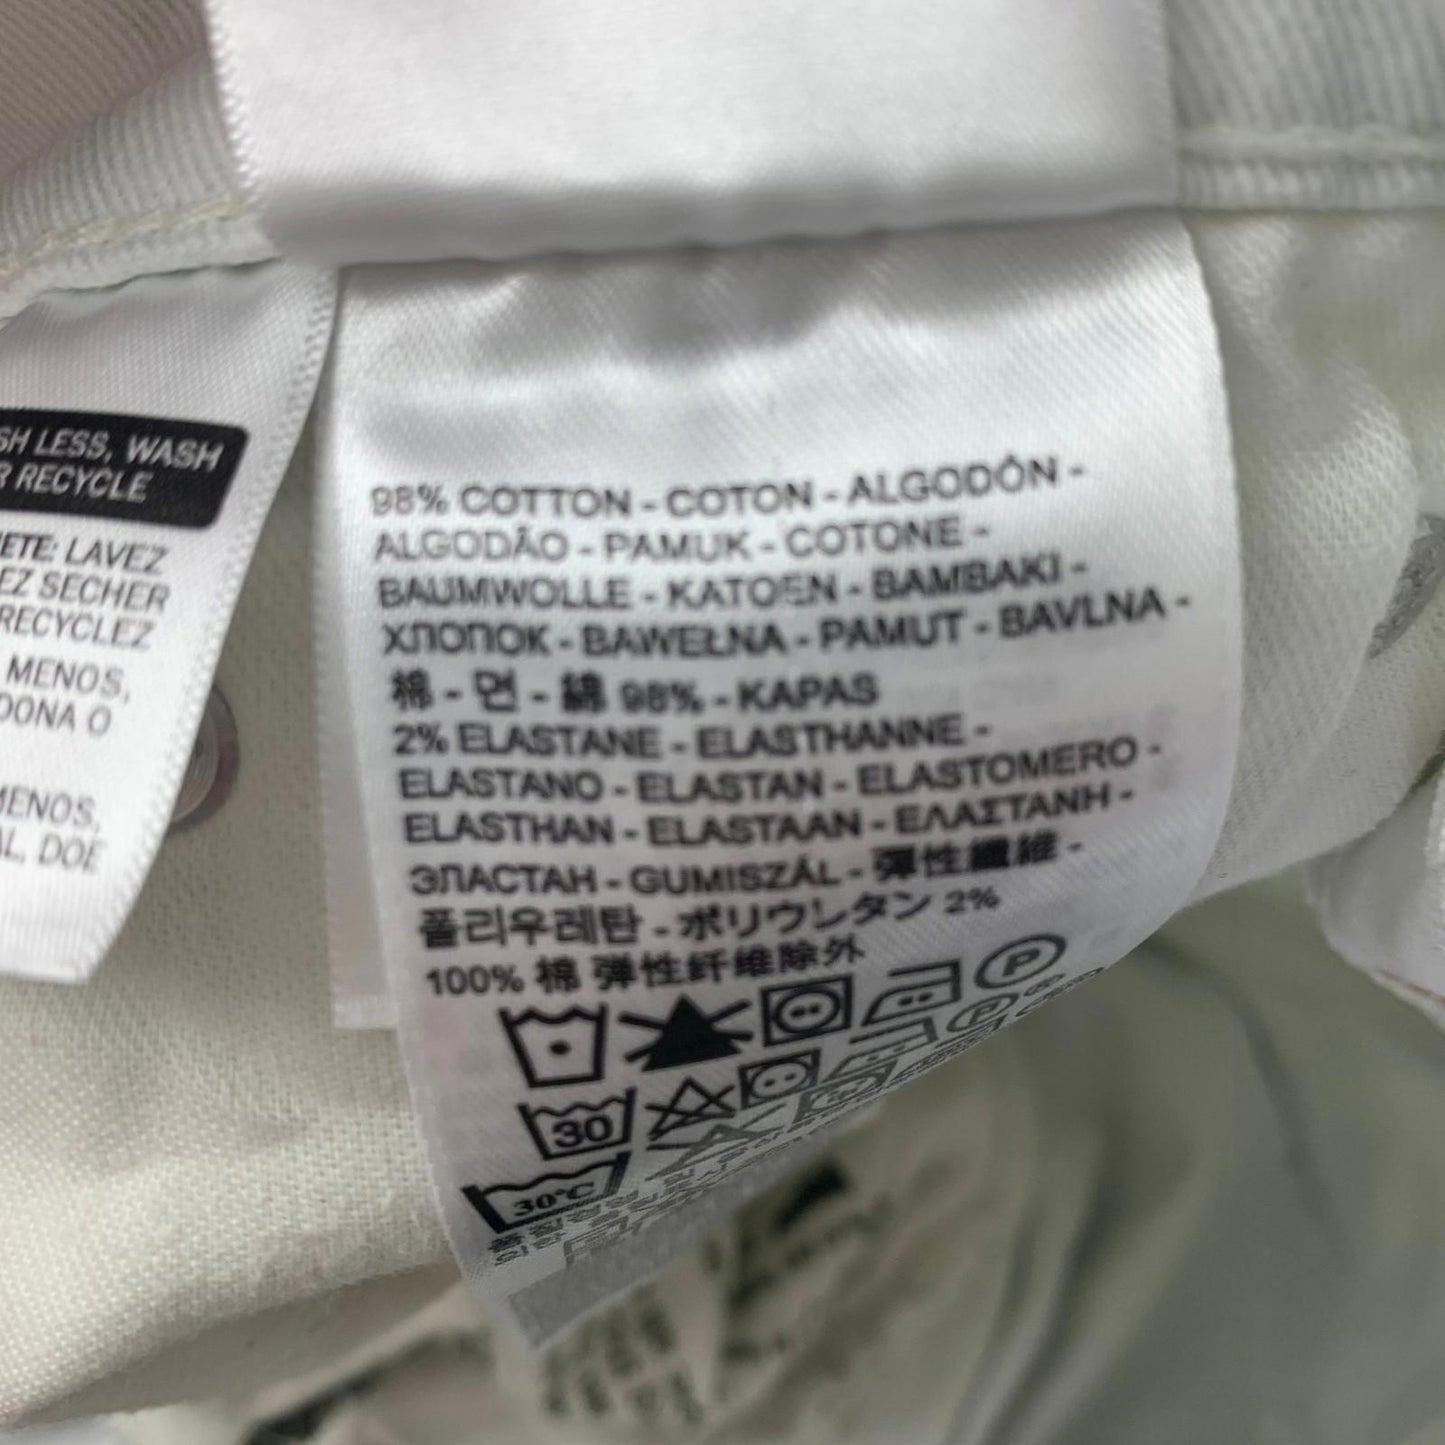 SH LESS, WASH
R RECYCLE
ETE: LAVEZ
EZ SECHER
RECYCLEZ
MENOS,
DONA O
MENOS,
AL, DOE
98% COTTON - COTON - ALGODÓN -
ALGODÃO - PAMUK - COTONE -
BAUMWOLLE - KATOEN - BAMBAKI -
ХЛОПОК - BAWEŁNA - PAMUT - BAVLNA -
棉 - 면 - 綿 98% - KAPAS
2% ELASTANE - ELASTHANNE -
ELASTANO - ELASTAN - ELASTOMERO -
ELASTHAN - ELASTAAN - ΕΛΑΣΤΑΝΗ -
ЭЛАСТАН - GUMISZÁL - 彈性纖維 -
폴리우레탄 - ポリウレタン 2%
100% 棉 弹性纤维除外
P
30
P
30°C